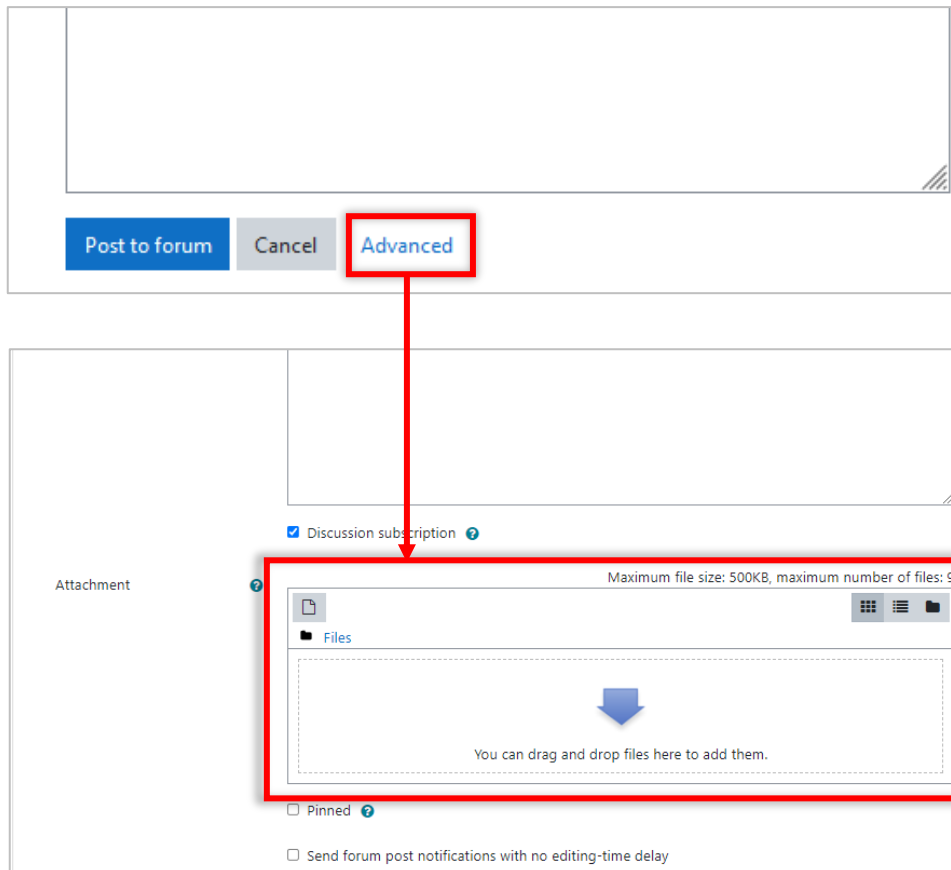 Post to forum Cancel Advanced
Discussion subscription
Attachment
Maximum file size: 500KB, maximum number of files: 9
Files
You can drag and drop files here to add them.
Pinned
Send forum post notifications with no editing-time delay